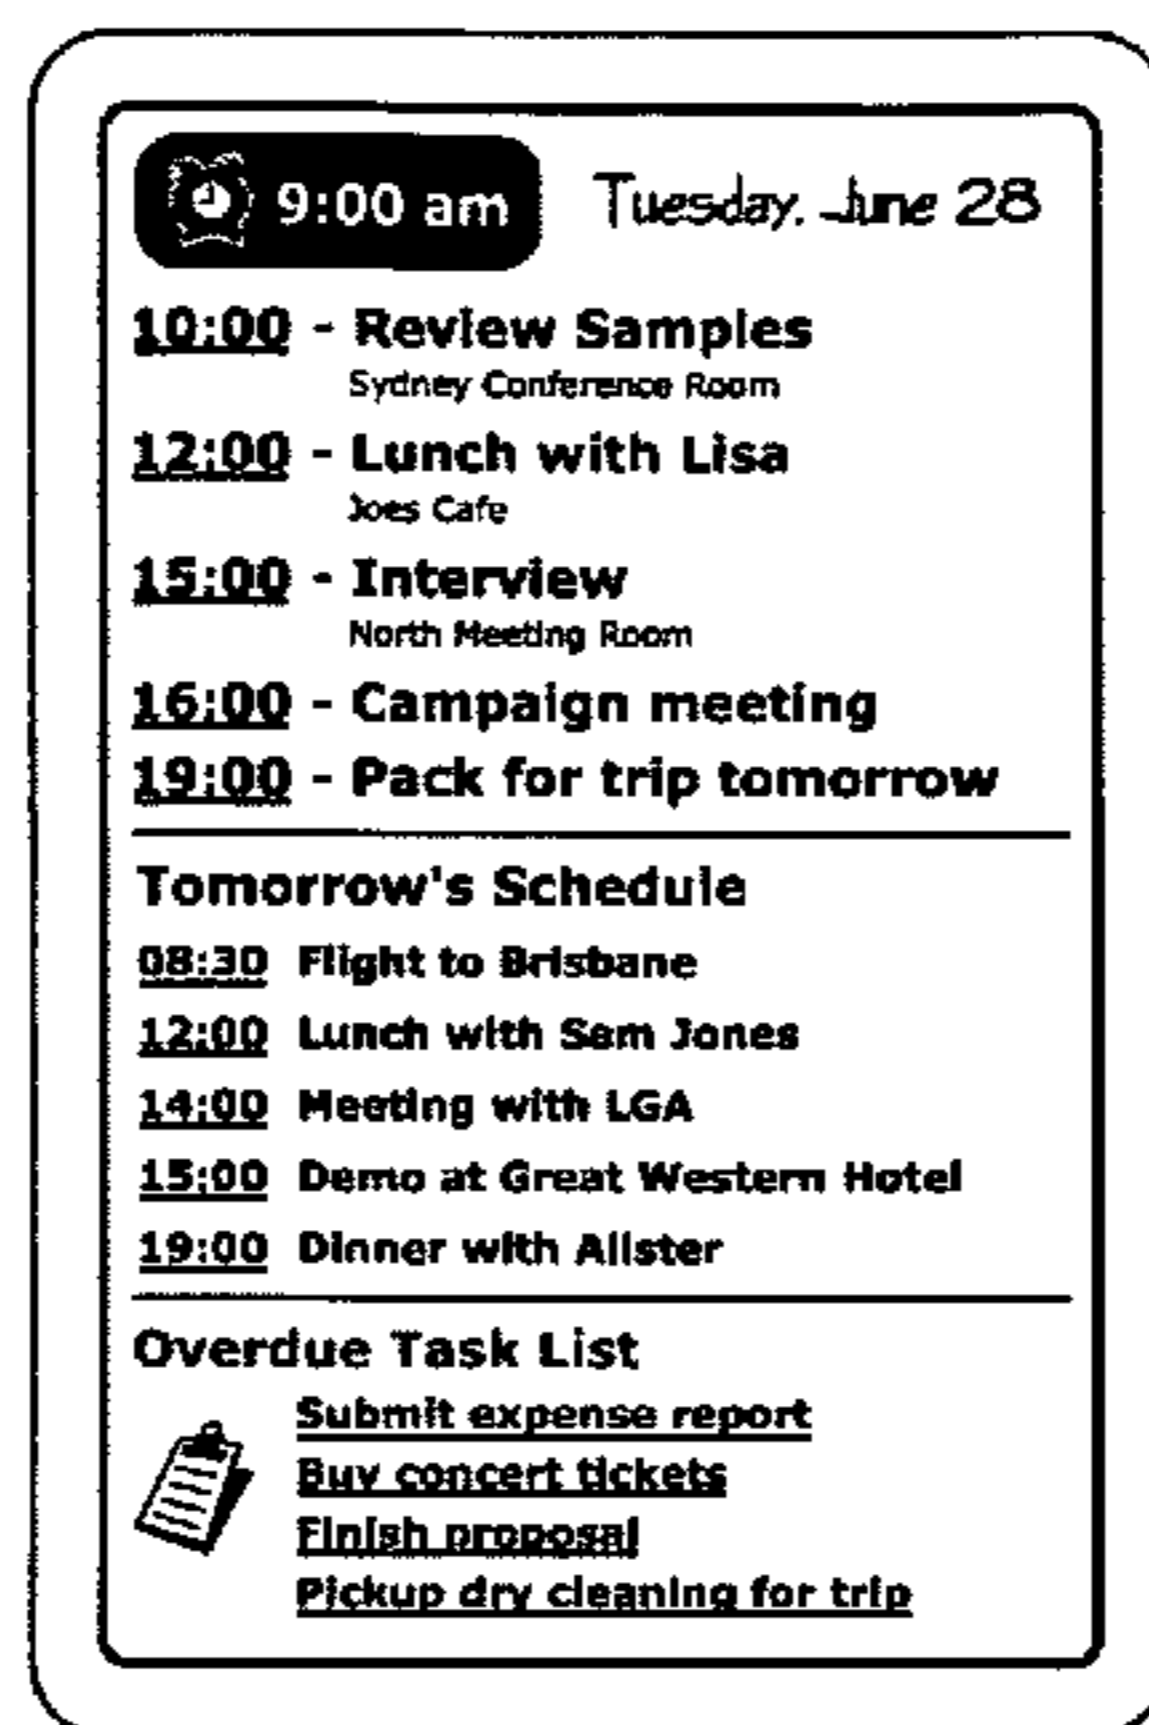 9:00 am Tuesday, June 28
10:00 - Review Samples
Sydney Conference Room
12:00 - Lunch with Lisa
Joes Cafe
15:00 - Interview
North Meeting Room
16:00 - Campaign meeting
19:00 - Pack for trip tomorrow
Tomorrow's Schedule
08:30 Flight to Brisbane
12:00 Lunch with Sam Jones
14:00 Meeting with LGA
15:00 Demo at Great Western Hotel
19:00 Dinner with Alister
Overdue Task List
Submit expense report
Buy concert tickets
Finish proposal
Pickup dry cleaning for trip